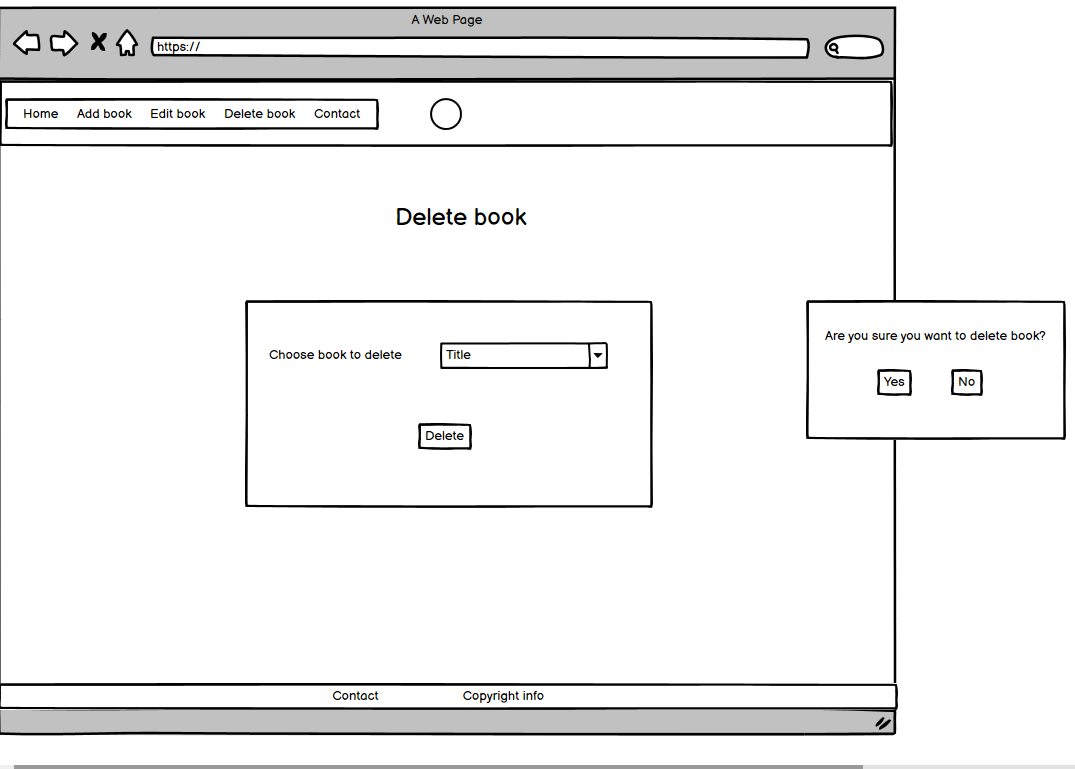 A Web Page
https://
Home Add book Edit book Delete book Contact
Delete book
Choose book to delete Title
Delete
Are you sure you want to delete book?
Yes No
Contact Copyright info